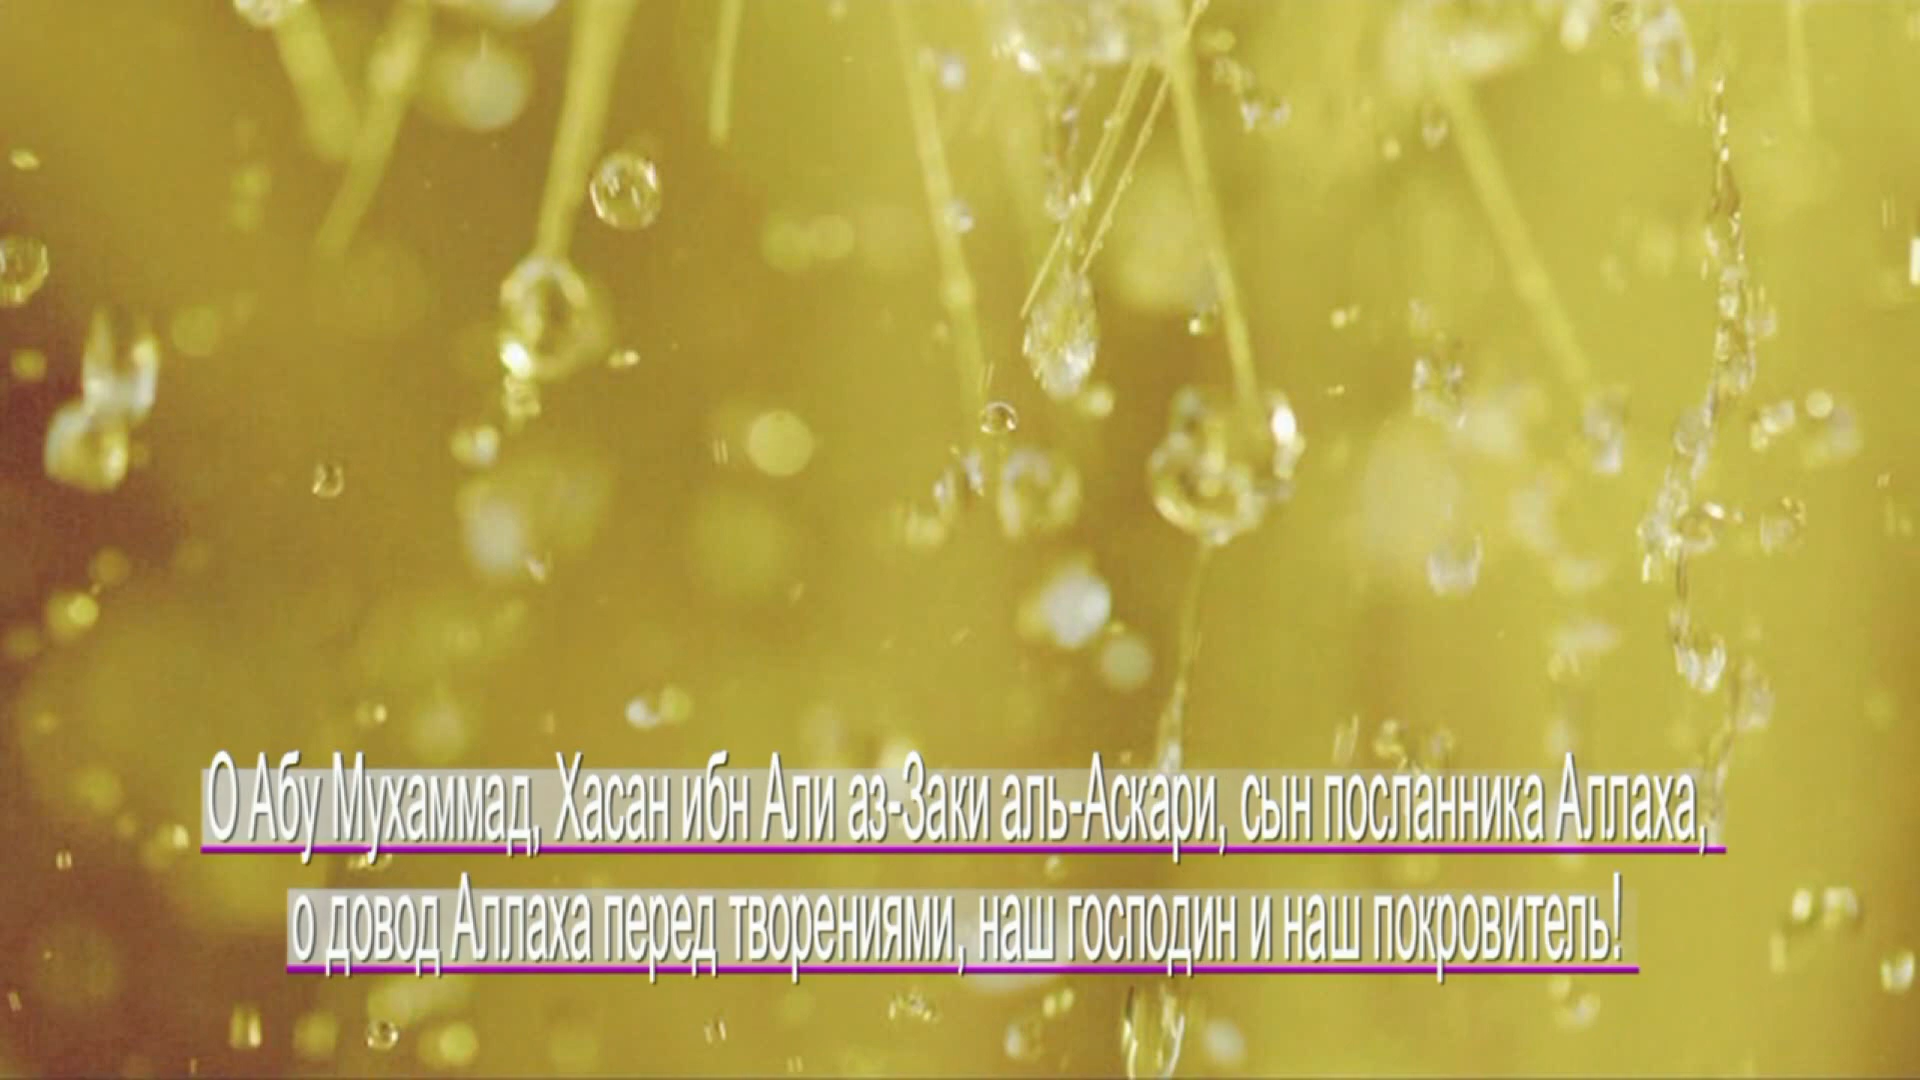 О Абу Мухаммад, Хасан ибн Али аз-Заки аль-Аскари, сын посланника Аллаха,
о довод Аллаха перед творениями, наш господин и наш покровитель!